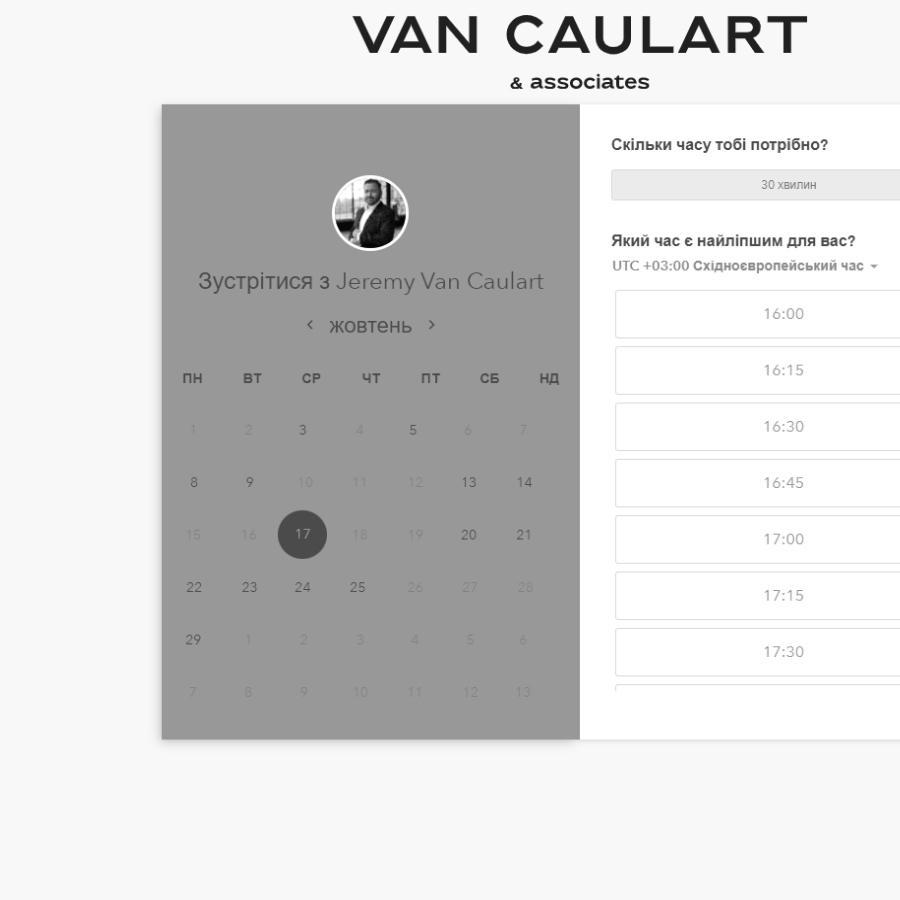 VAN CAULART
& associates
Зустрітися з Jeremy Van Caulart
жовтень
ПН ВТ СР ЧТ ПТ СБ НД
1 2 3 4 5 6 7
8 9 10 11 12 13 14
15 16 17 18 19 20 21
22 23 24 25 26 27 28
29 1 2 3 4 5 6
7 8 9 10 11 12 13
Скільки часу тобі потрібно?
30 хвилин
Який час є найліпшим для вас?
UTC +03:00 Східноєвропейський час
16:00
16:15
16:30
16:45
17:00
17:15
17:30